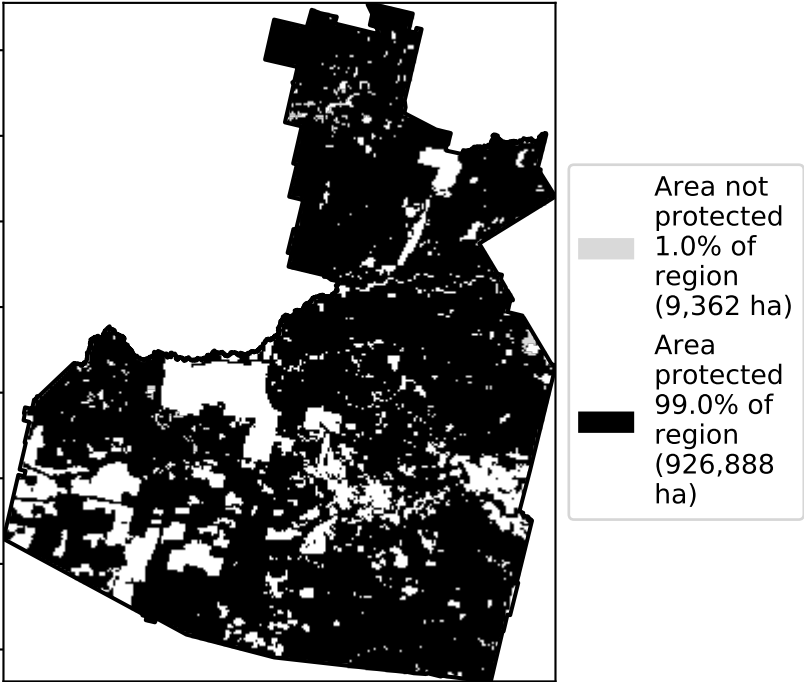 Area not
protected
1.0% of
region
(9,362 ha)
Area
protected
99.0% of
region
(926,888
ha)